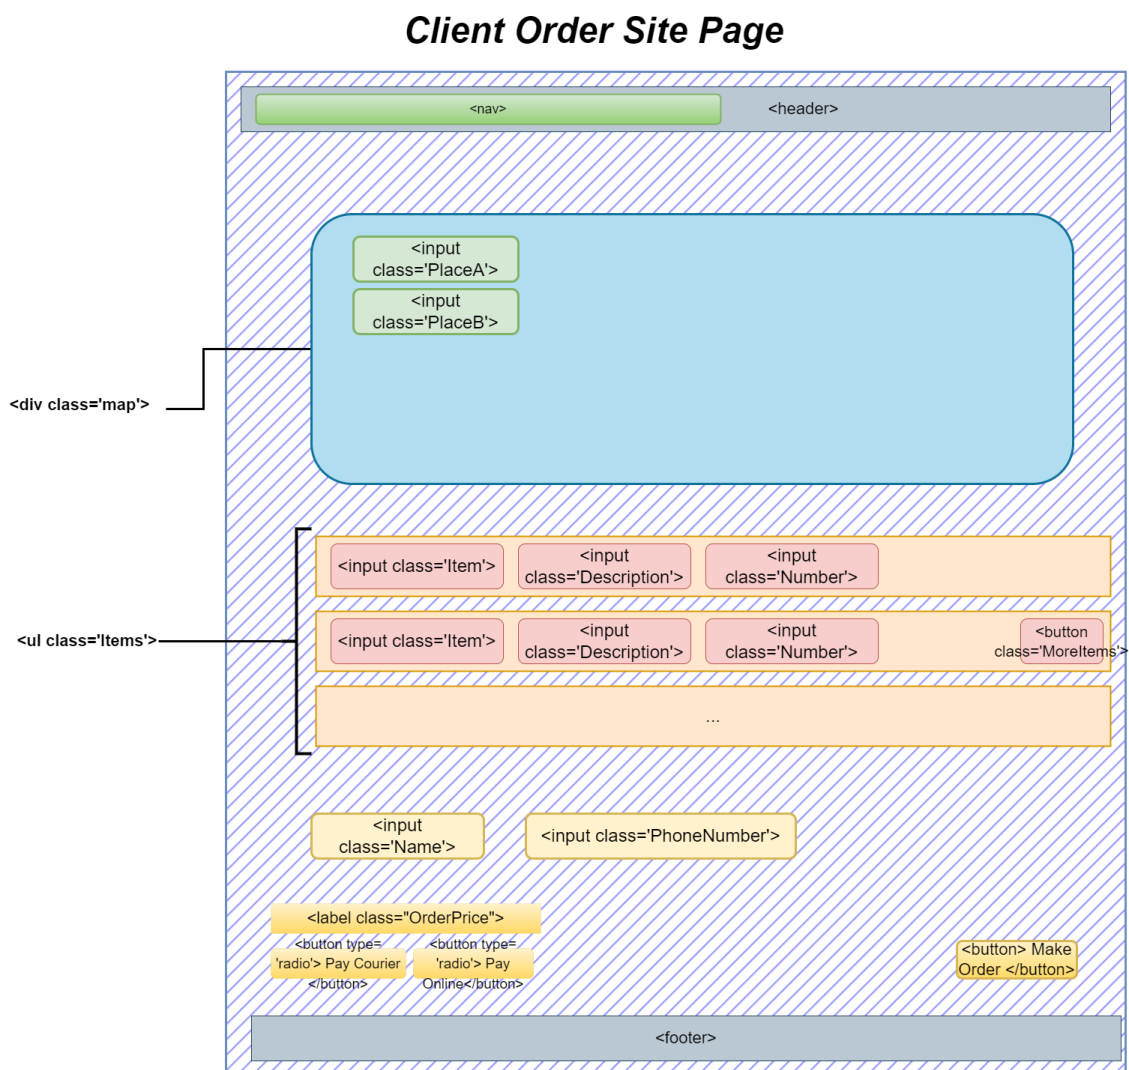 Client Order Site Page
<nav>
<header>
<input
class='PlaceA'>
<input
class='PlaceB'>
<div class='map'>
<input class='Item'>
<input
class='Description'>
<input
class='Number'>
<ul class='Items'>
<input class='Item'>
<input
class='Description'>
<input
class='Number'>
<button
class='MoreItems'>
...
<input
class='Name'>
<input class='PhoneNumber'>
<label class="OrderPrice">
<button type=
'radio'> Pay Courier
</button>
<button type=
'radio'> Pay
Online</button>
<button> Make
Order </button>
<footer>